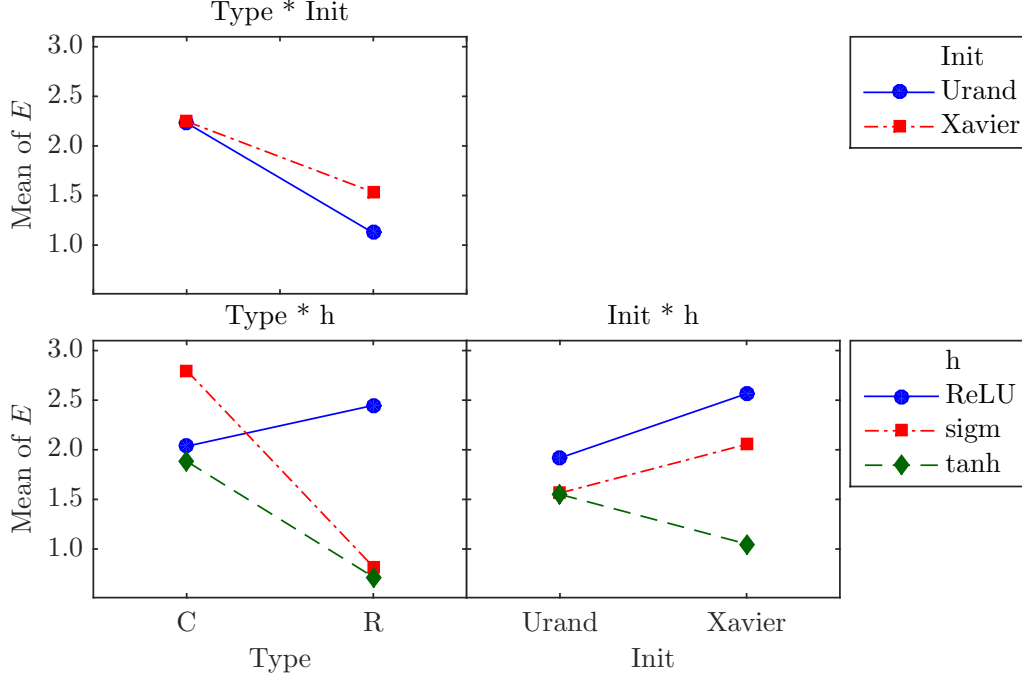 Type * Init
Mean of E
3.0
2.5
2.0
1.5
1.0
Init
Urand
Xavier
Type * h
Init * h
Mean of E
3.0
2.5
2.0
1.5
1.0
h
ReLU
sigm
tanh
C
R
Urand
Xavier
Type
Init